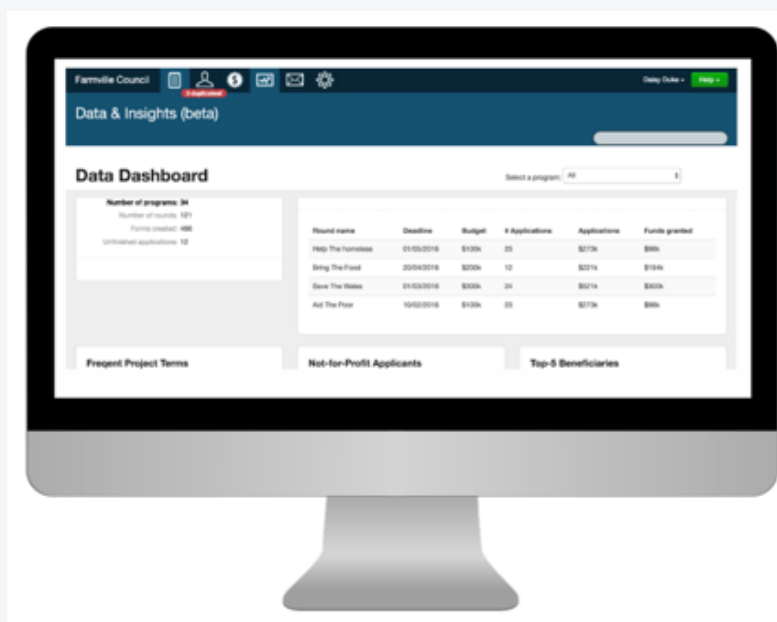 Farmville Council
Daisy Duke
Help
Data & Insights (beta)
Data Dashboard
Select a program: All
Number of programs: 34
Number of rounds: 121
Forms created: 486
Unfinished applications: 12
Round name Deadline Budget # Applications Applications Funds granted
Help The homeless 01/05/2016 $100k 23 $273k $98k
Bring The Food 20/04/2016 $200k 12 $221k $184k
Save The Wales 01/03/2016 $300k 24 $521k $300k
Aid The Poor 10/02/2016 $100k 23 $273k $98k
Freqent Project Terms
Not-for-Profit Applicants
Top-5 Beneficiaries